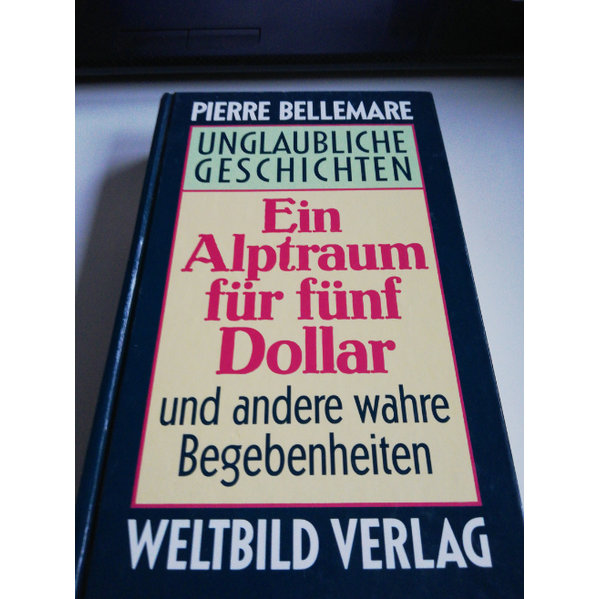 PIERRE BELLEMARE
UNGLAUBLICHE
GESCHICHTEN
Ein
Alptraum
für fünf
Dollar
und andere wahre
Begebenheiten
WELTBILD VERLAG